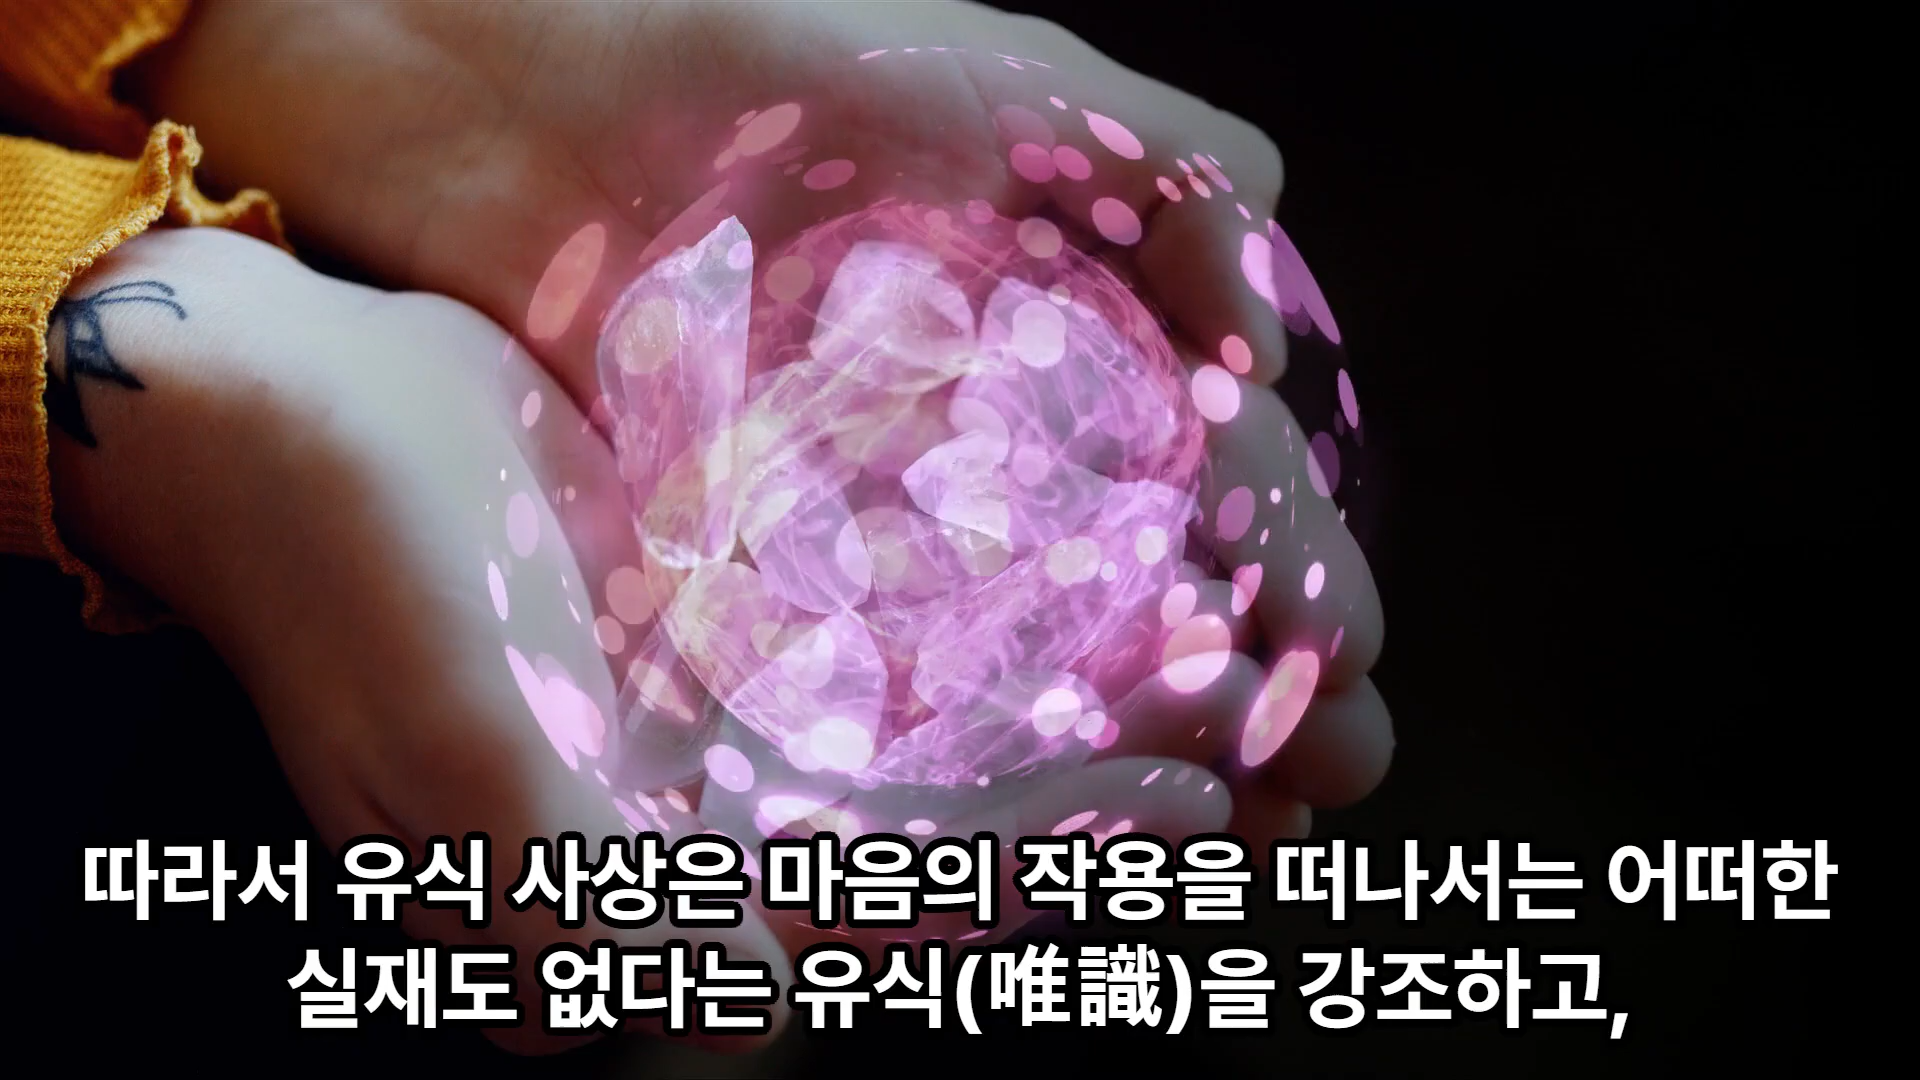 따라서 유식 사상은 마음의 작용을 떠나서는 어떠한
실재도 없다는 유식(唯識)을 강조하고,